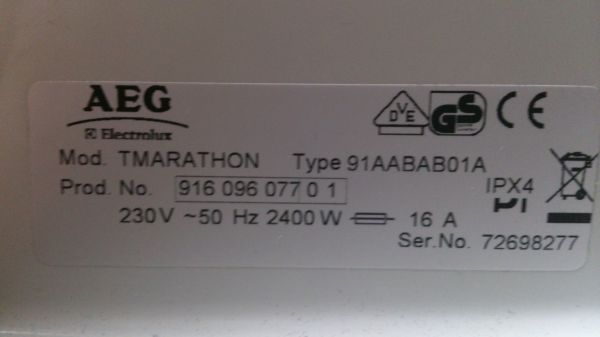 AEG
Electrolux
DVE GS CE
Mod. TMARATHON Type 91AABAB01A
Prod. No. 916 096 077 0 1 IPX4
230V ~50 Hz 2400 W 16 A
Ser.No. 72698277